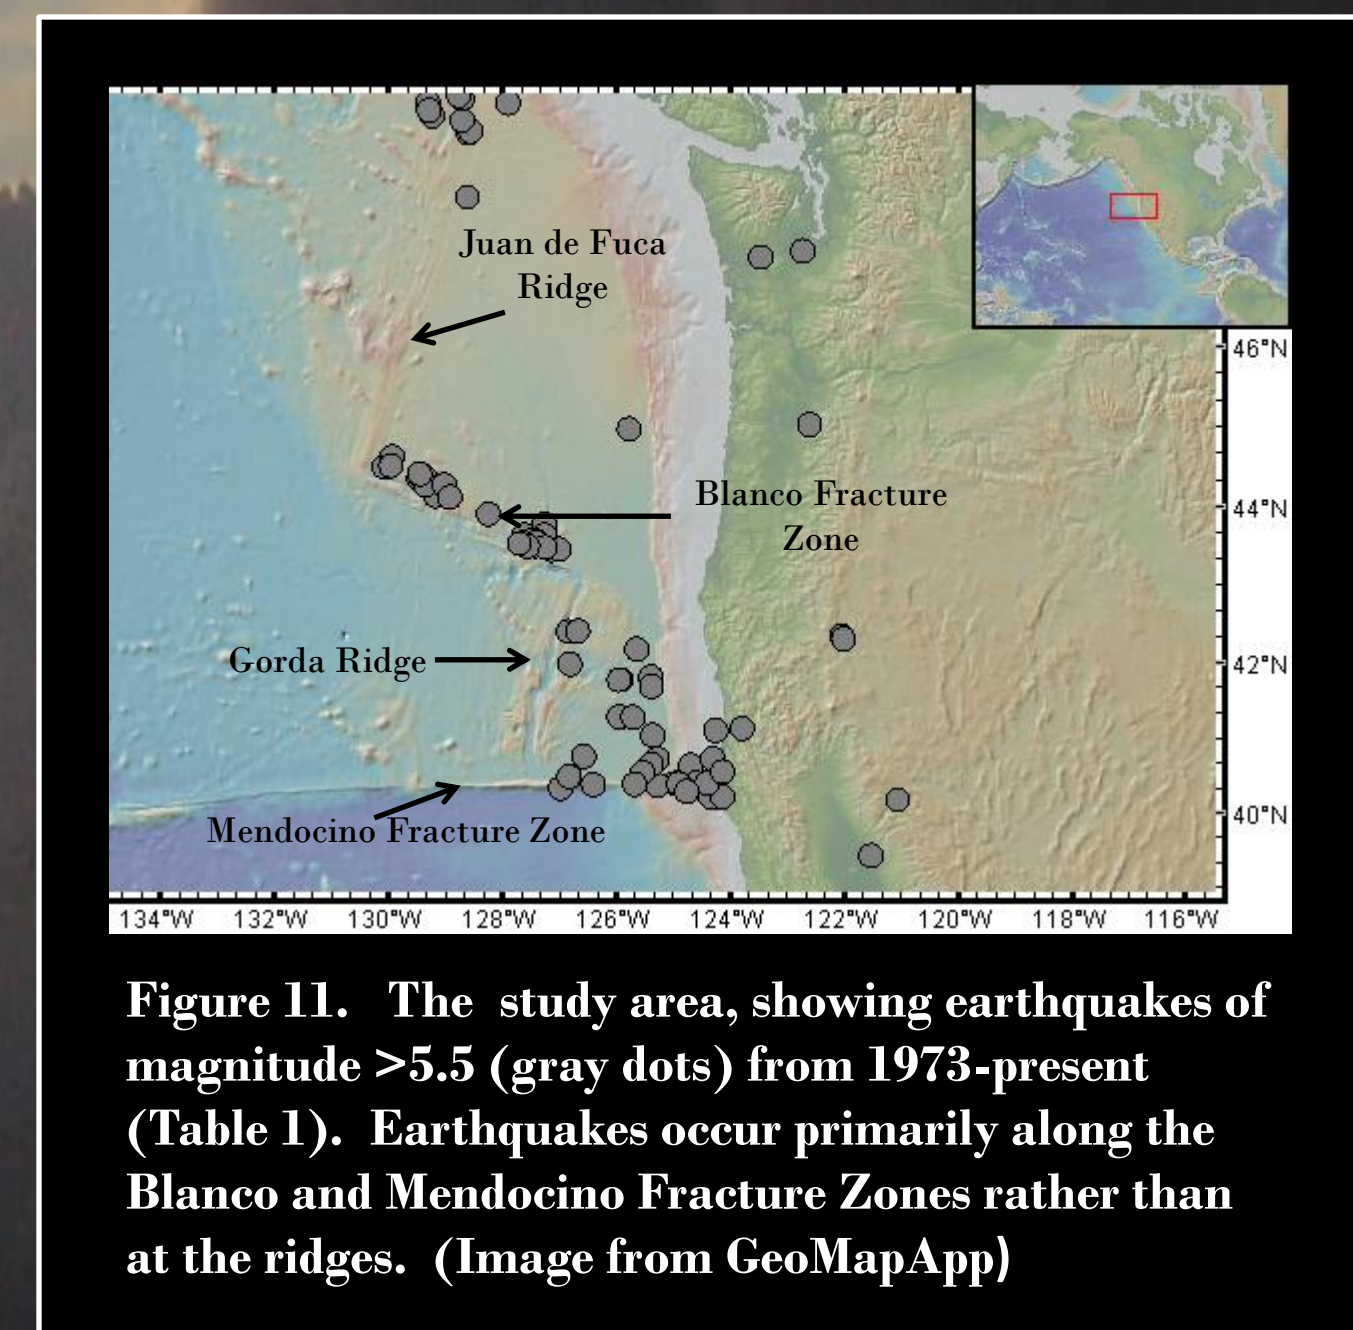 Juan de Fuca
Ridge
46°N
Blanco Fracture
Zone
44°N
Gorda Ridge
42°N
Mendocino Fracture Zone
40°N
134°W 132°W 130°W 128°W 126°W 124°W 122°W 120°W 118°W 116°W
Figure 11. The study area, showing earthquakes of
magnitude >5.5 (gray dots) from 1973-present
(Table 1). Earthquakes occur primarily along the
Blanco and Mendocino Fracture Zones rather than
at the ridges. (Image from GeoMapApp)